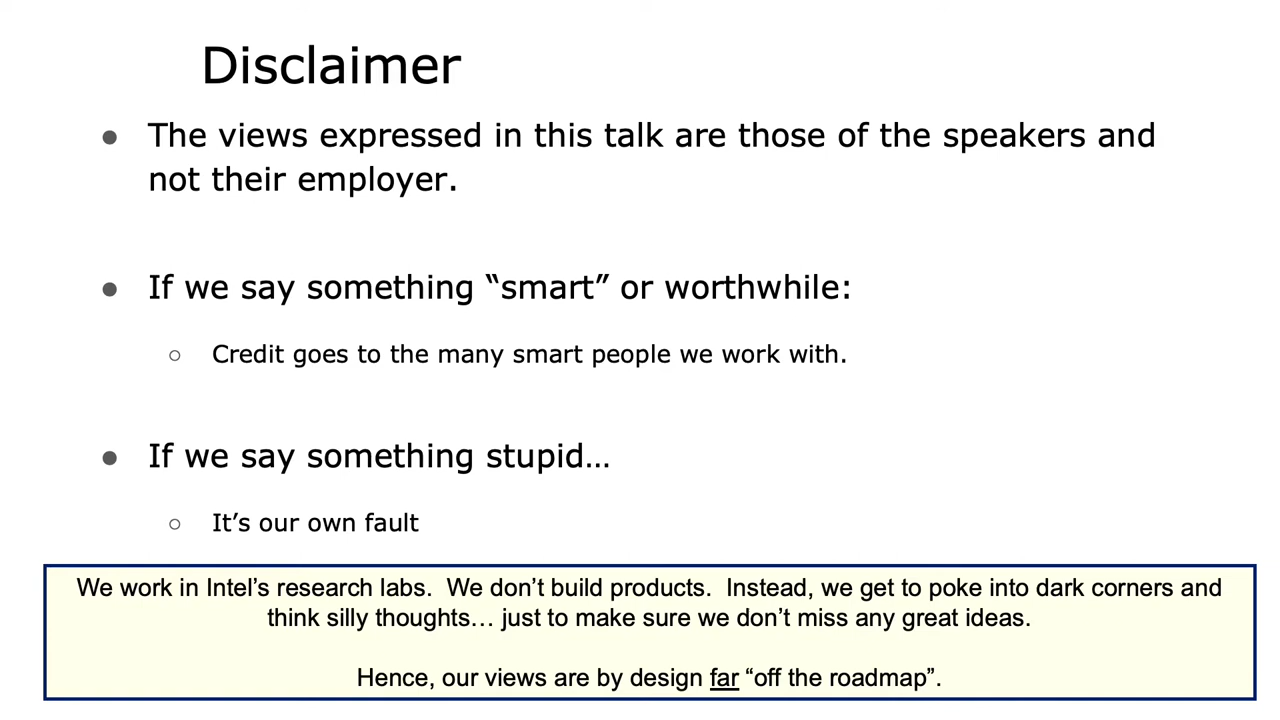 Disclaimer
● The views expressed in this talk are those of the speakers and
not their employer.
● If we say something “smart” or worthwhile:
○ Credit goes to the many smart people we work with.
● If we say something stupid…
○ It’s our own fault
We work in Intel’s research labs.  We don’t build products.  Instead, we get to poke into dark corners and
think silly thoughts… just to make sure we don’t miss any great ideas.
Hence, our views are by design far “off the roadmap”.